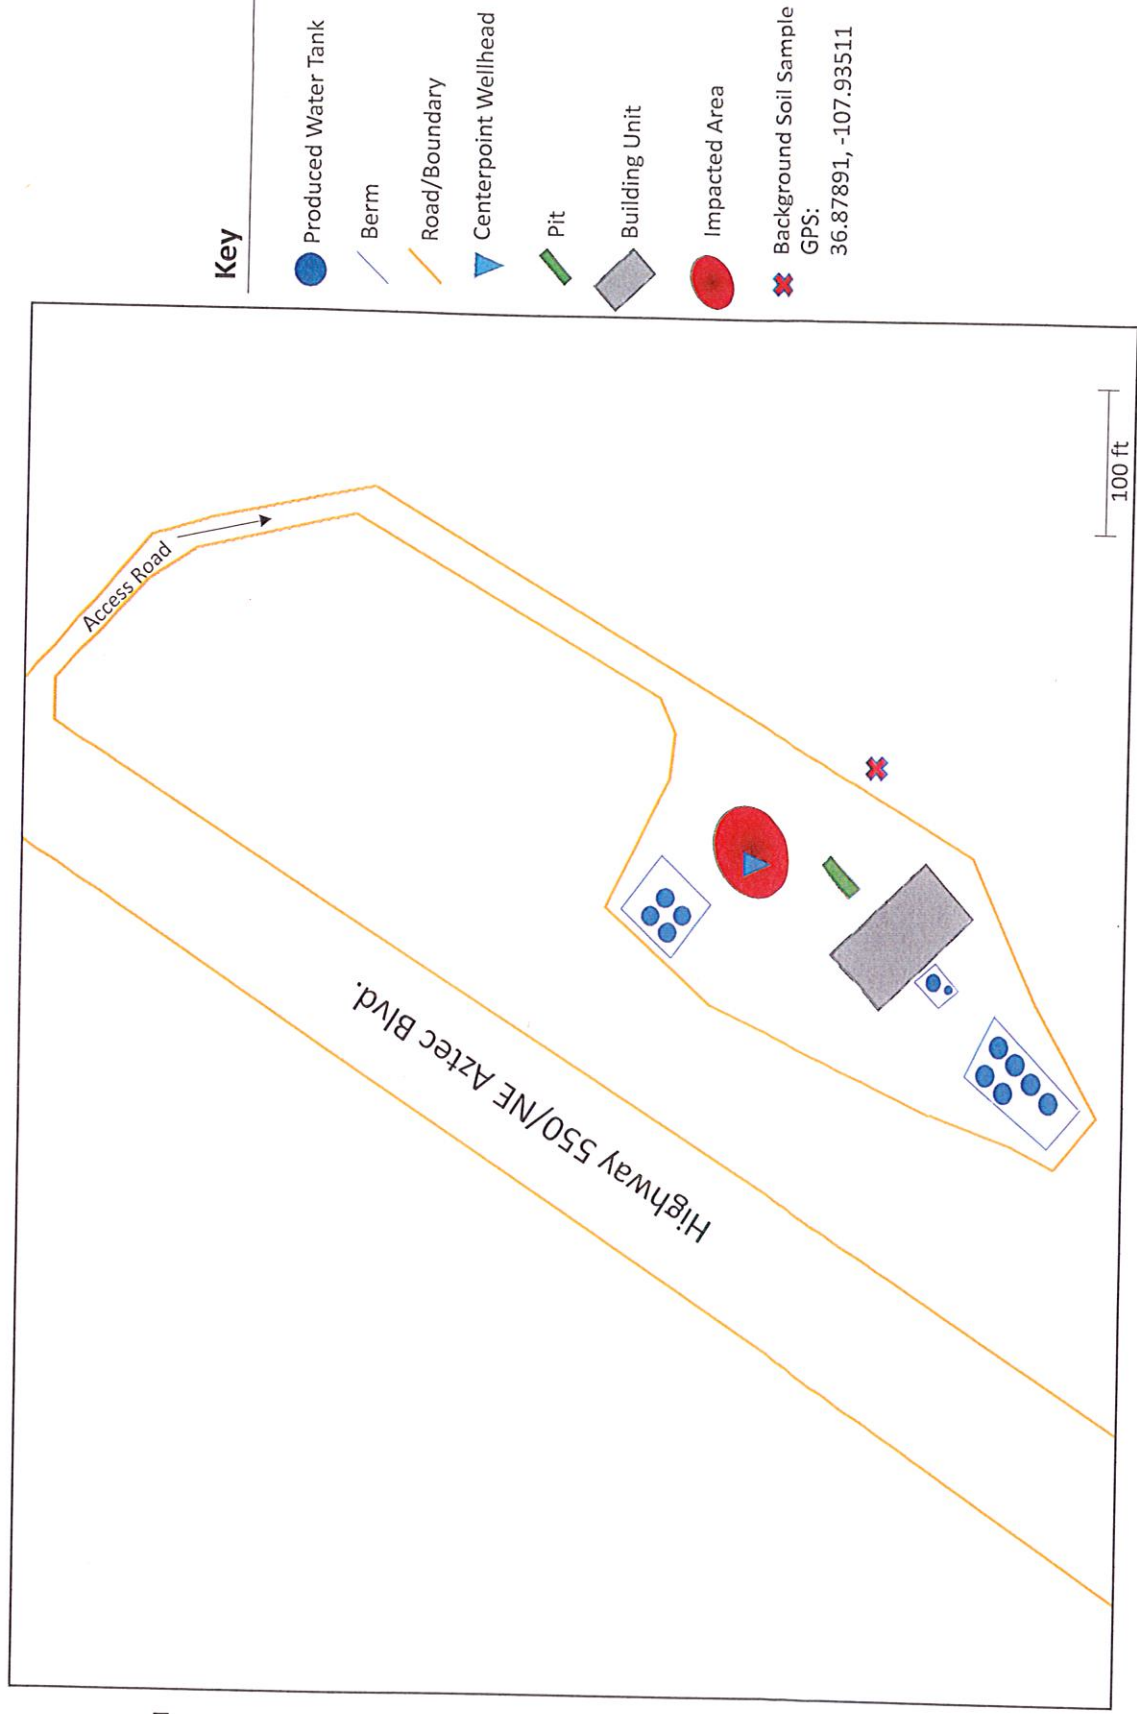 Key
Produced Water Tank
Berm
Road/Boundary
Centerpoint Wellhead
Pit
Building Unit
Impacted Area
Background Soil Sample
GPS:
36.87891, -107.93511
Access Road
Highway 550/NE Aztec Blvd.
100 ft